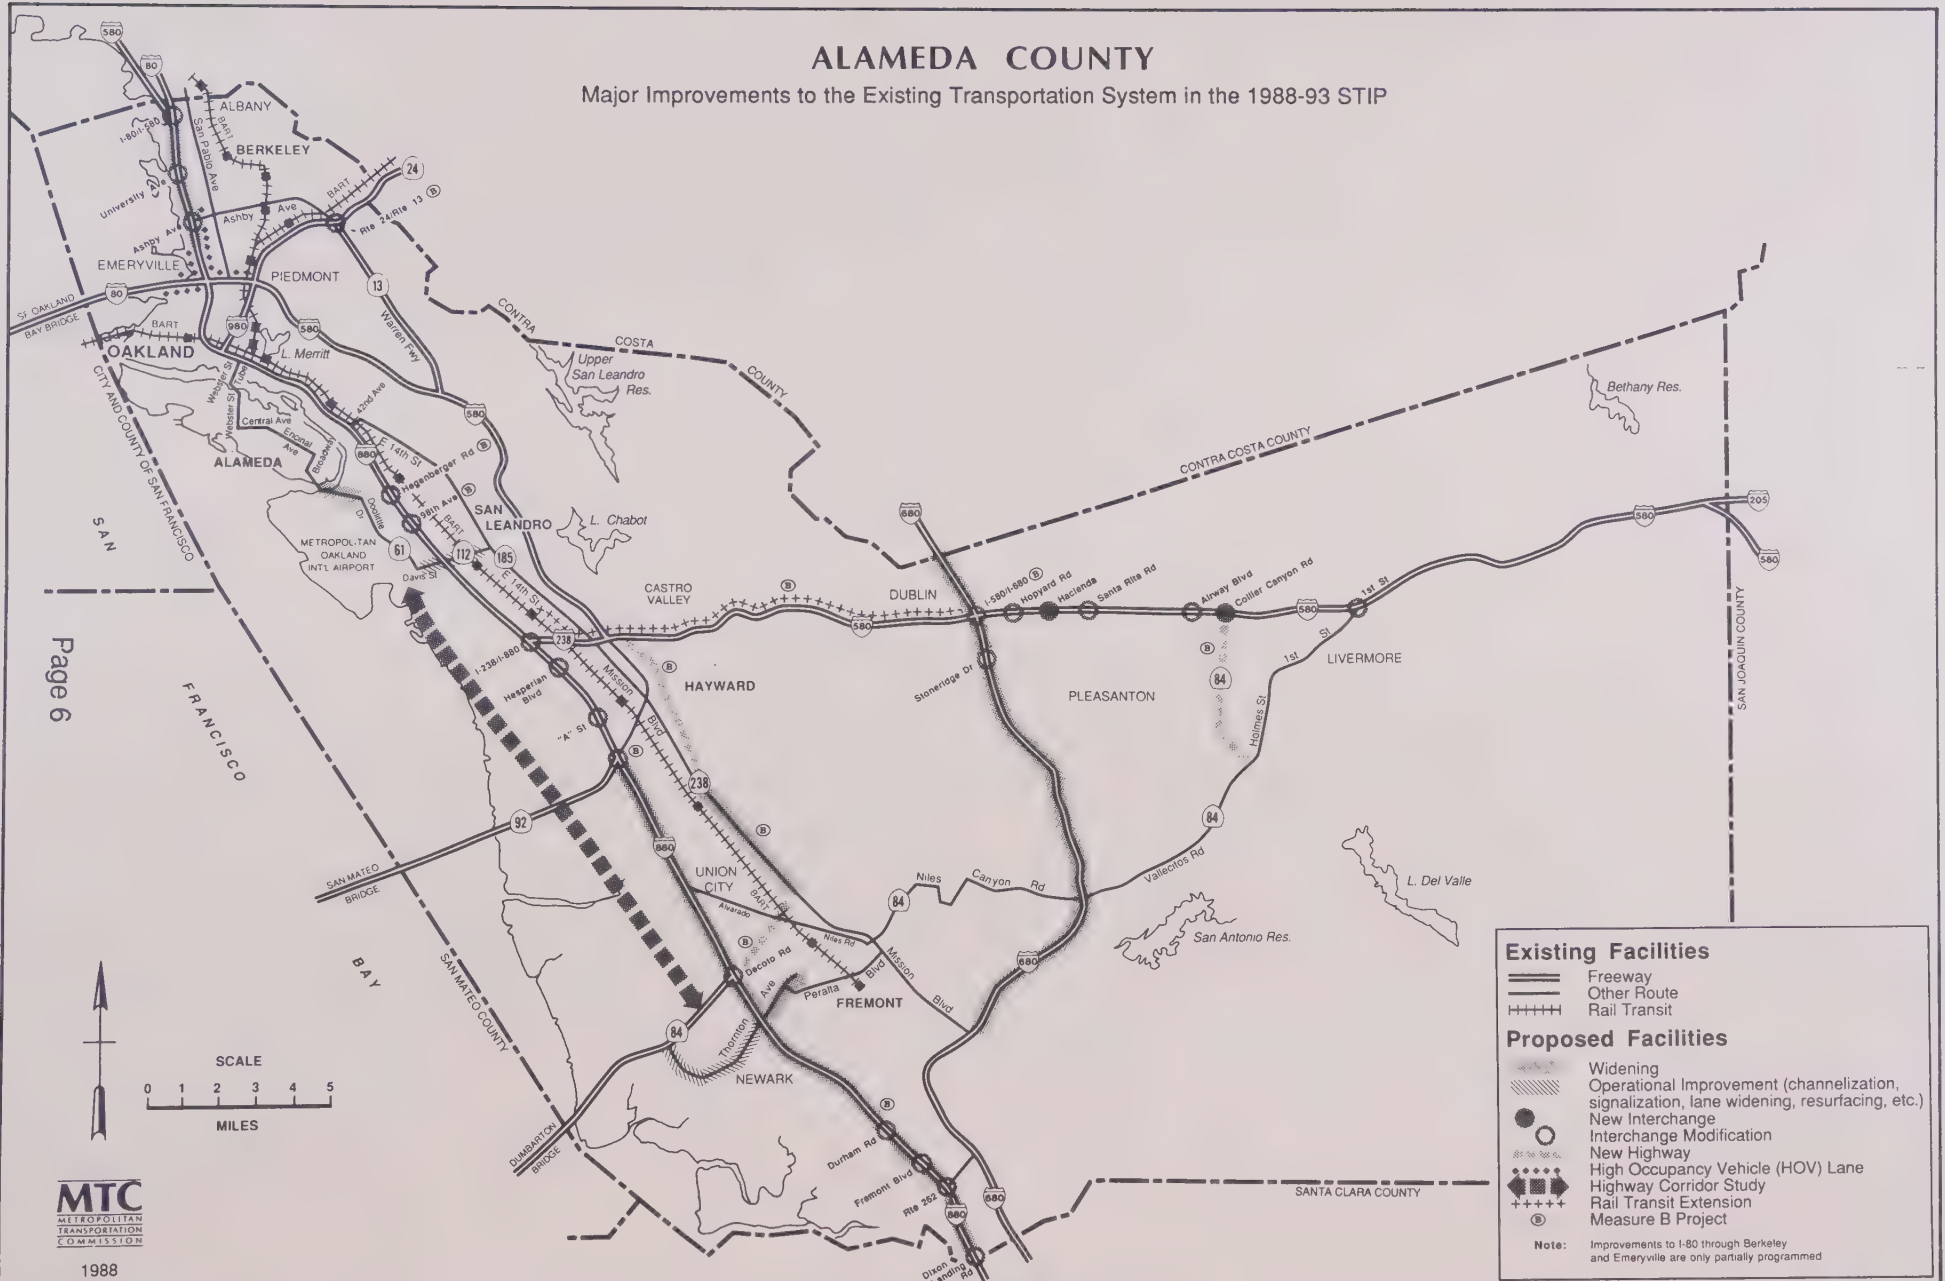 ALAMEDA COUNTY
Major Improvements to the Existing Transportation System in the 1988-93 STIP
580
80
ALBANY
I-80/I-580
BART
San Pablo Ave
BERKELEY
University
24
BART
Rte 24/Rte 13 B
Ashby Ave
Ashby Av
EMERYVILLE
PIEDMONT
13
Warren Fwy
80
SF OAKLAND
BAY BRIDGE
980
580
BART
OAKLAND
L. Merritt
CONTRA
COSTA
COUNTY
Upper
San Leandro
Res.
Bethany Res.
CITY AND COUNTY OF SAN FRANCISCO
Webster St
Tube
Webster St
42nd Ave
580
Central Ave
Encinal
Ave
Broadway
ALAMEDA
880
E 14th St
Hegenberger Rd B
CONTRA COSTA COUNTY
98th Ave B
SAN
LEANDRO
L. Chabot
BART
Doolittle
Dr
680
205
580
580
METROPOLITAN
OAKLAND
INT'L AIRPORT
61
112
185
Davis St
E 14th St
SAN
FRANCISCO
BAY
CASTRO
VALLEY
B
DUBLIN
I-580/I-680 B
Hopyard Rd
Hacienda
Santa Rita Rd
Airway Blvd
Collier Canyon Rd
1st St
580
580
238
I-238/I-880
Hesperian
Blvd
"A" St
Mission
Blvd
B
HAYWARD
Stoneridge Dr
PLEASANTON
B
84
1st St
LIVERMORE
Holmes St
SAN JOAQUIN COUNTY
Page 6
B
238
92
SAN MATEO
BRIDGE
880
B
84
Vallecitos Rd
UNION
CITY
BART
Alvarado
Niles Rd
Niles
Canyon
Rd
84
L. Del Valle
San Antonio Res.
B
Decoto Rd
Mission
Blvd
Peralta
Blvd
FREMONT
680
SAN MATEO COUNTY
84
Thornton
Ave
NEWARK
SCALE
0 1 2 3 4 5
MILES
DUMBARTON
BRIDGE
B
Durham Rd
Fremont Blvd
Rte 262
880
680
Dixon
Landing
Rd
SANTA CLARA COUNTY
MTC
METROPOLITAN
TRANSPORTATION
COMMISSION
1988
Existing Facilities
Freeway
Other Route
Rail Transit
Proposed Facilities
Widening
Operational Improvement (channelization,
signalization, lane widening, resurfacing, etc.)
New Interchange
Interchange Modification
New Highway
High Occupancy Vehicle (HOV) Lane
Highway Corridor Study
Rail Transit Extension
B Measure B Project
Note: Improvements to I-80 through Berkeley
and Emeryville are only partially programmed